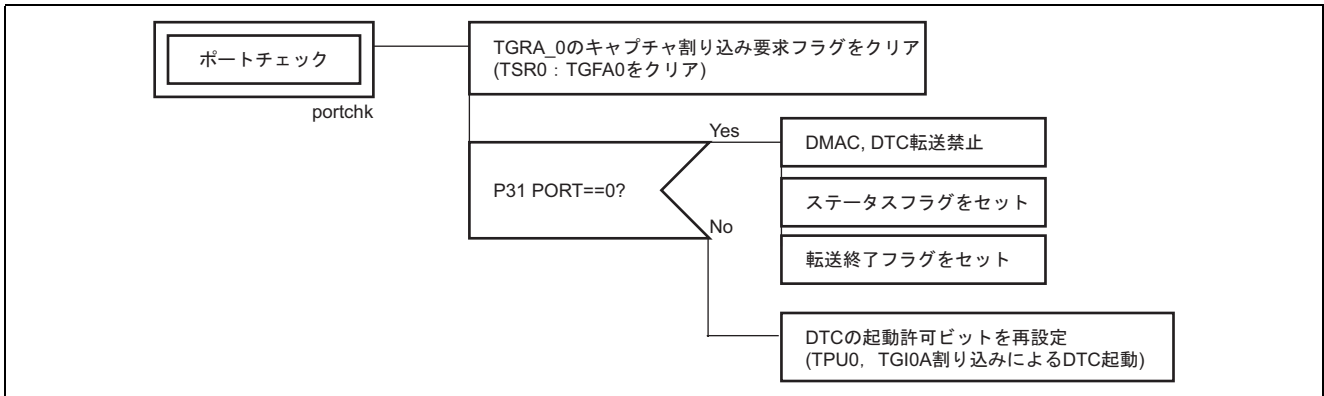 ポートチェック
portchk
TGRA_0のキャプチャ割り込み要求フラグをクリア
(TSR0：TGFA0をクリア)
P31 PORT==0?
Yes
DMAC, DTC転送禁止
ステータスフラグをセット
転送終了フラグをセット
No
DTCの起動許可ビットを再設定
(TPU0，TGI0A割り込みによるDTC起動)